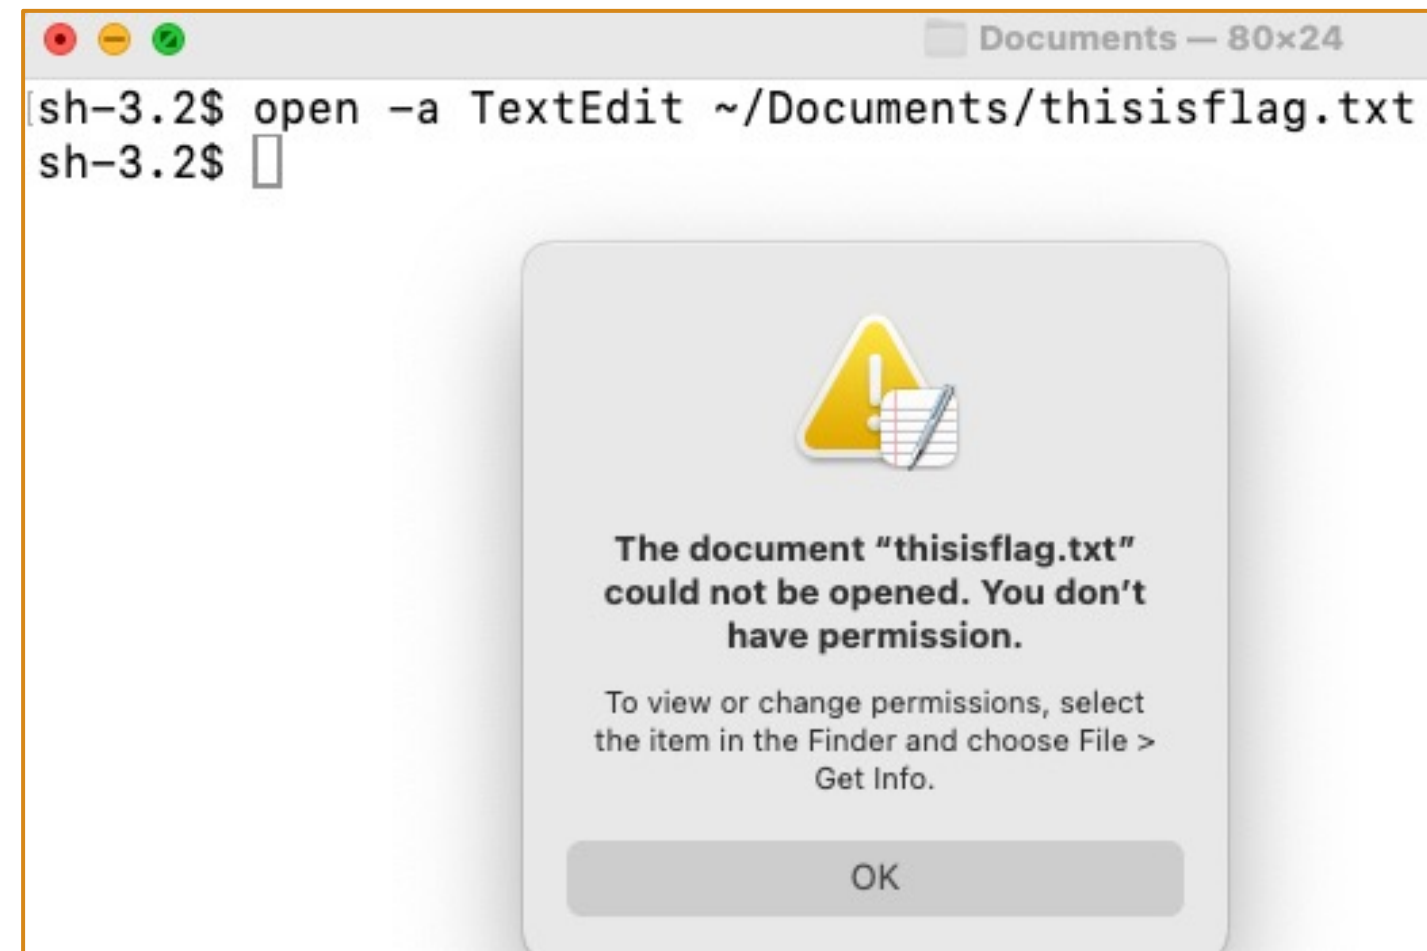 Documents — 80×24
[sh-3.2$ open -a TextEdit ~/Documents/thisisflag.txt
sh-3.2$
The document “thisisflag.txt”
could not be opened. You don’t
have permission.
To view or change permissions, select
the item in the Finder and choose File >
Get Info.
OK